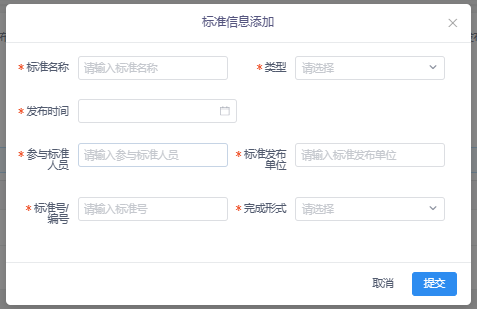 标准信息添加
* 标准名称 请输入标准名称 * 类型 请选择
* 发布时间
* 参与标准人员 请输入参与标准人员 * 标准发布单位 请输入标准发布单位
* 标准号/编号 请输入标准号 * 完成形式 请选择
取消 提交